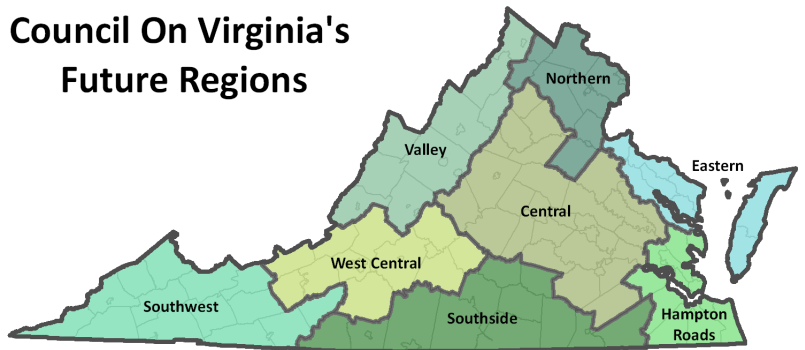 Council On Virginia's
Future Regions
Northern
Valley
Eastern
Central
West Central
Southwest
Southside
Hampton
Roads